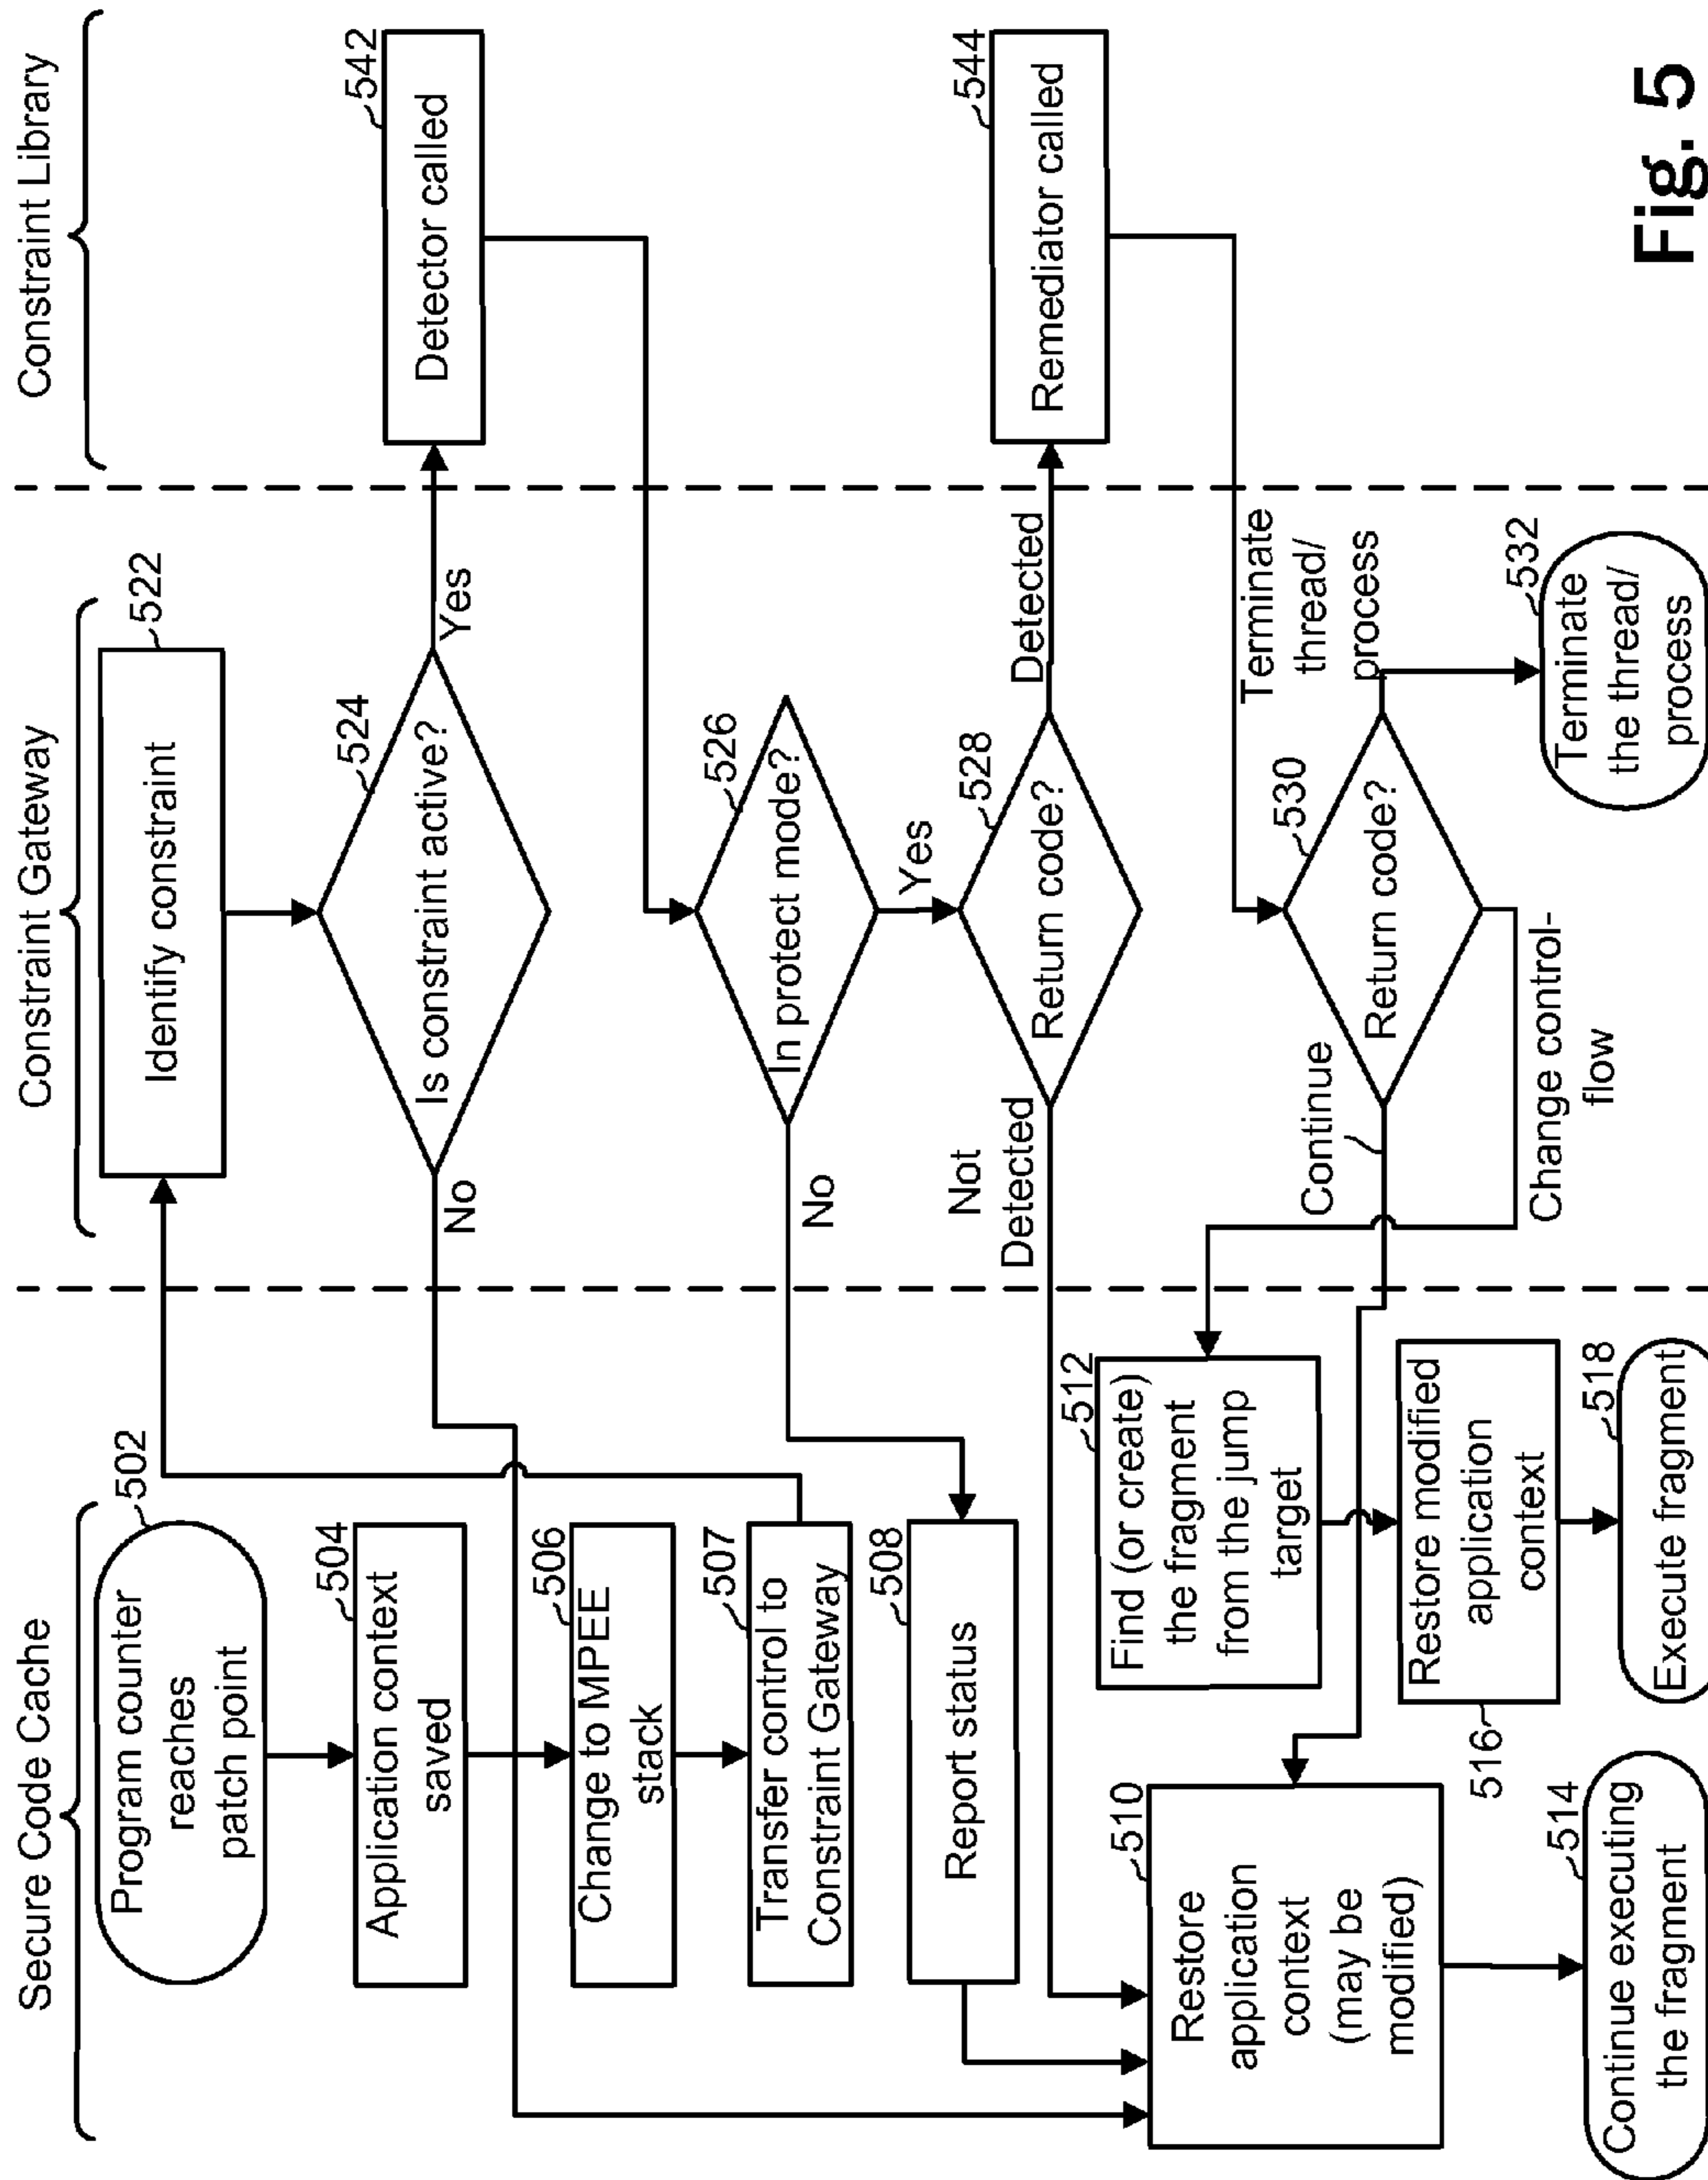 Secure Code Cache
Constraint Gateway
Constraint Library
502
Program counter
reaches
patch point
504
Application context
saved
506
Change to MPEE
stack
507
Transfer control to
Constraint Gateway
508
Report status
510
Restore
application
context
(may be
modified)
512
Find (or create)
the fragment
from the jump
target
Restore modified
application
context
516
514
Continue executing
the fragment
518
Execute fragment
522
Identify constraint
524
Is constraint active?
Yes
No
526
In protect mode?
No
Yes
528
Return code?
Not
Detected
Detected
530
Return code?
Continue
Change control-
flow
Terminate
thread/
process
532
Terminate
the thread/
process
542
Detector called
544
Remediator called
Fig. 5